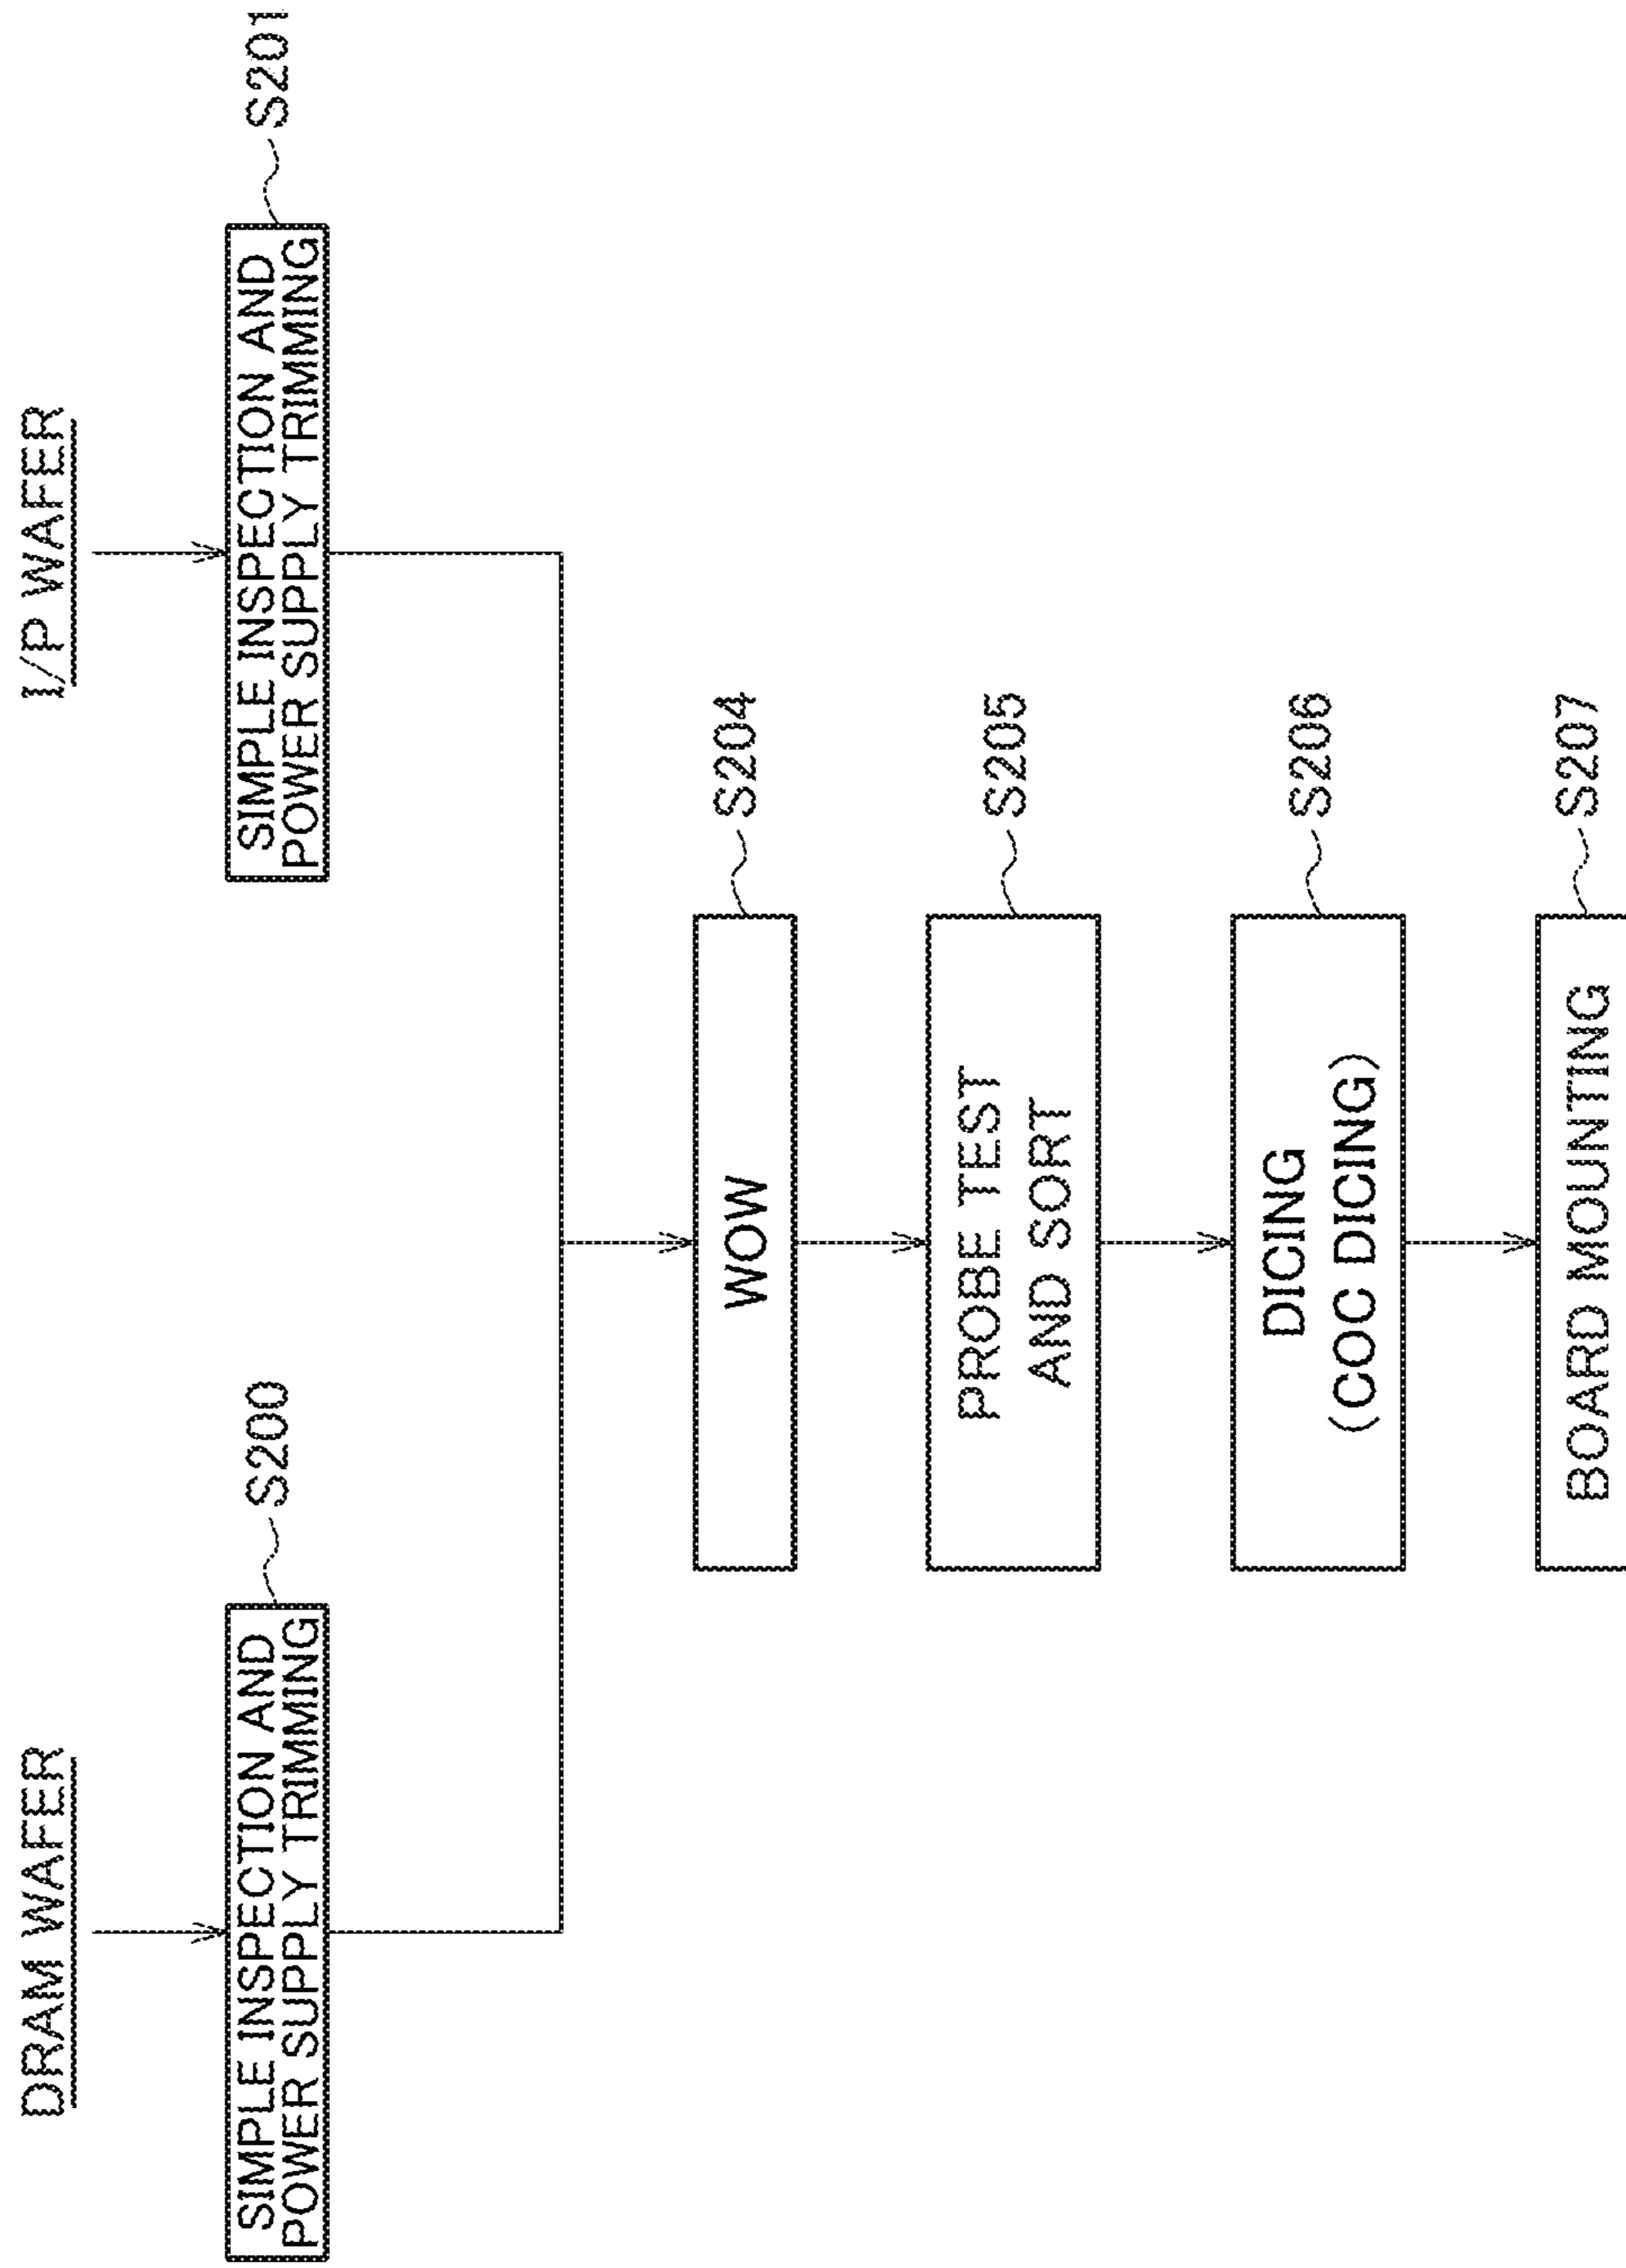 DRAM WAFER
I/P WAFER
SIMPLE INSPECTION AND
POWER SUPPLY TRIMMING
S200
SIMPLE INSPECTION AND
POWER SUPPLY TRIMMING
S201
WOW
S204
PROBE TEST
AND SORT
S205
DICING
(COC DICING)
S206
BOARD MOUNTING
S207